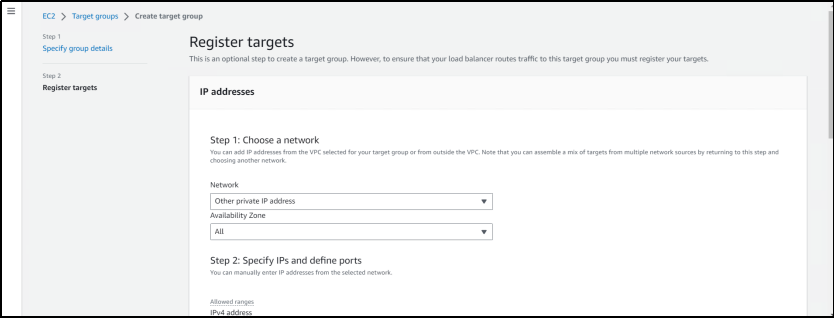 EC2 > Target groups > Create target group
Step 1
Specify group details
Step 2
Register targets
Register targets
This is an optional step to create a target group. However, to ensure that your load balancer routes traffic to this target group you must register your targets.
IP addresses
Step 1: Choose a network
You can add IP addresses from the VPC selected for your target group or from outside the VPC. Note that you can assemble a mix of targets from multiple network sources by returning to this step and
choosing another network.
Network
Other private IP address
Availability Zone
All
Step 2: Specify IPs and define ports
You can manually enter IP addresses from the selected network.
Allowed ranges
IPv4 address